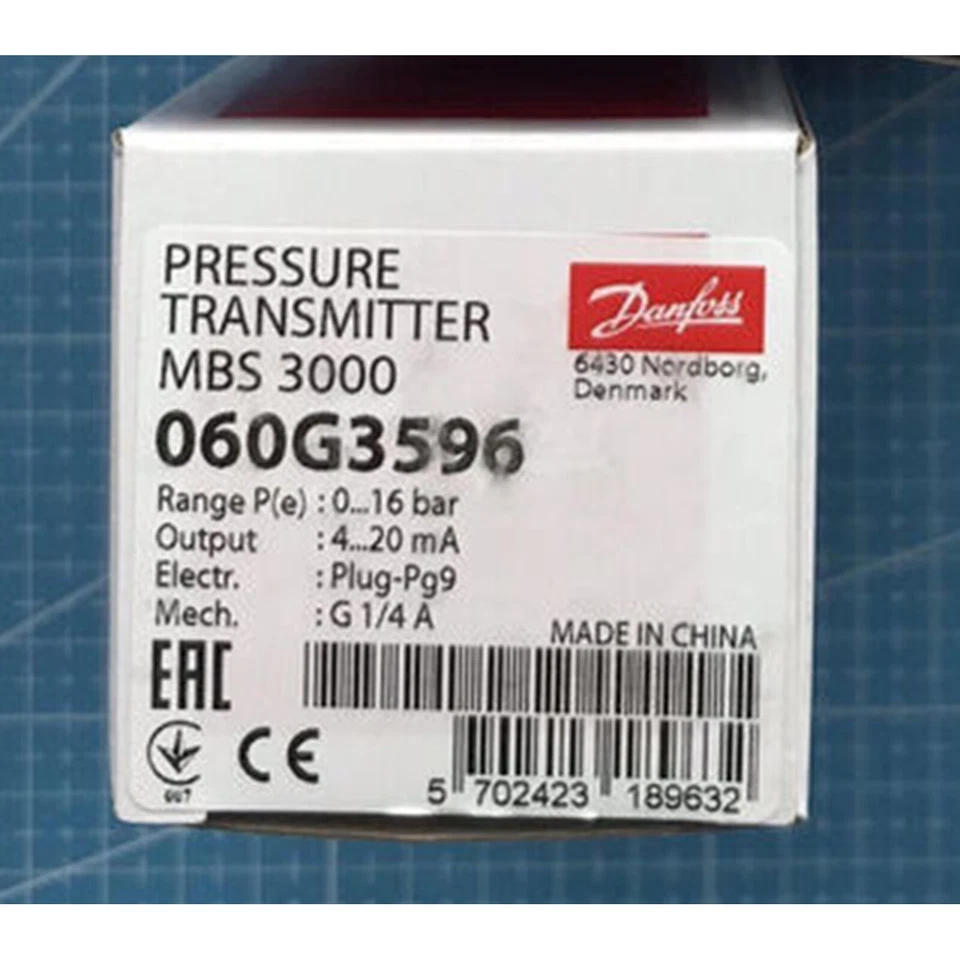 PRESSURE
TRANSMITTER
MBS 3000
060G3596
Danfoss
6430 Nordborg,
Denmark
Range P(e) : 0...16 bar
Output : 4...20 mA
Electr. : Plug-Pg9
Mech. : G 1/4 A
MADE IN CHINA
EAC
CE
5 702423 189632